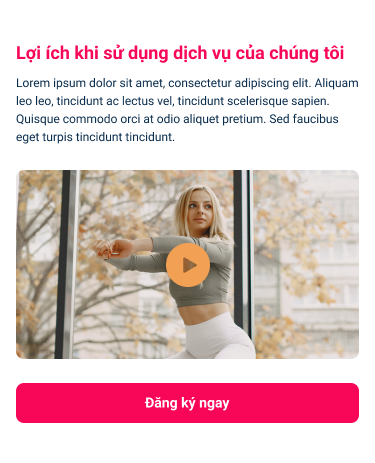 Lợi ích khi sử dụng dịch vụ của chúng tôi
Lorem ipsum dolor sit amet, consectetur adipiscing elit. Aliquam
leo leo, tincidunt ac lectus vel, tincidunt scelerisque sapien.
Quisque commodo orci at odio aliquet pretium. Sed faucibus
eget turpis tincidunt tincidunt.
Đăng ký ngay